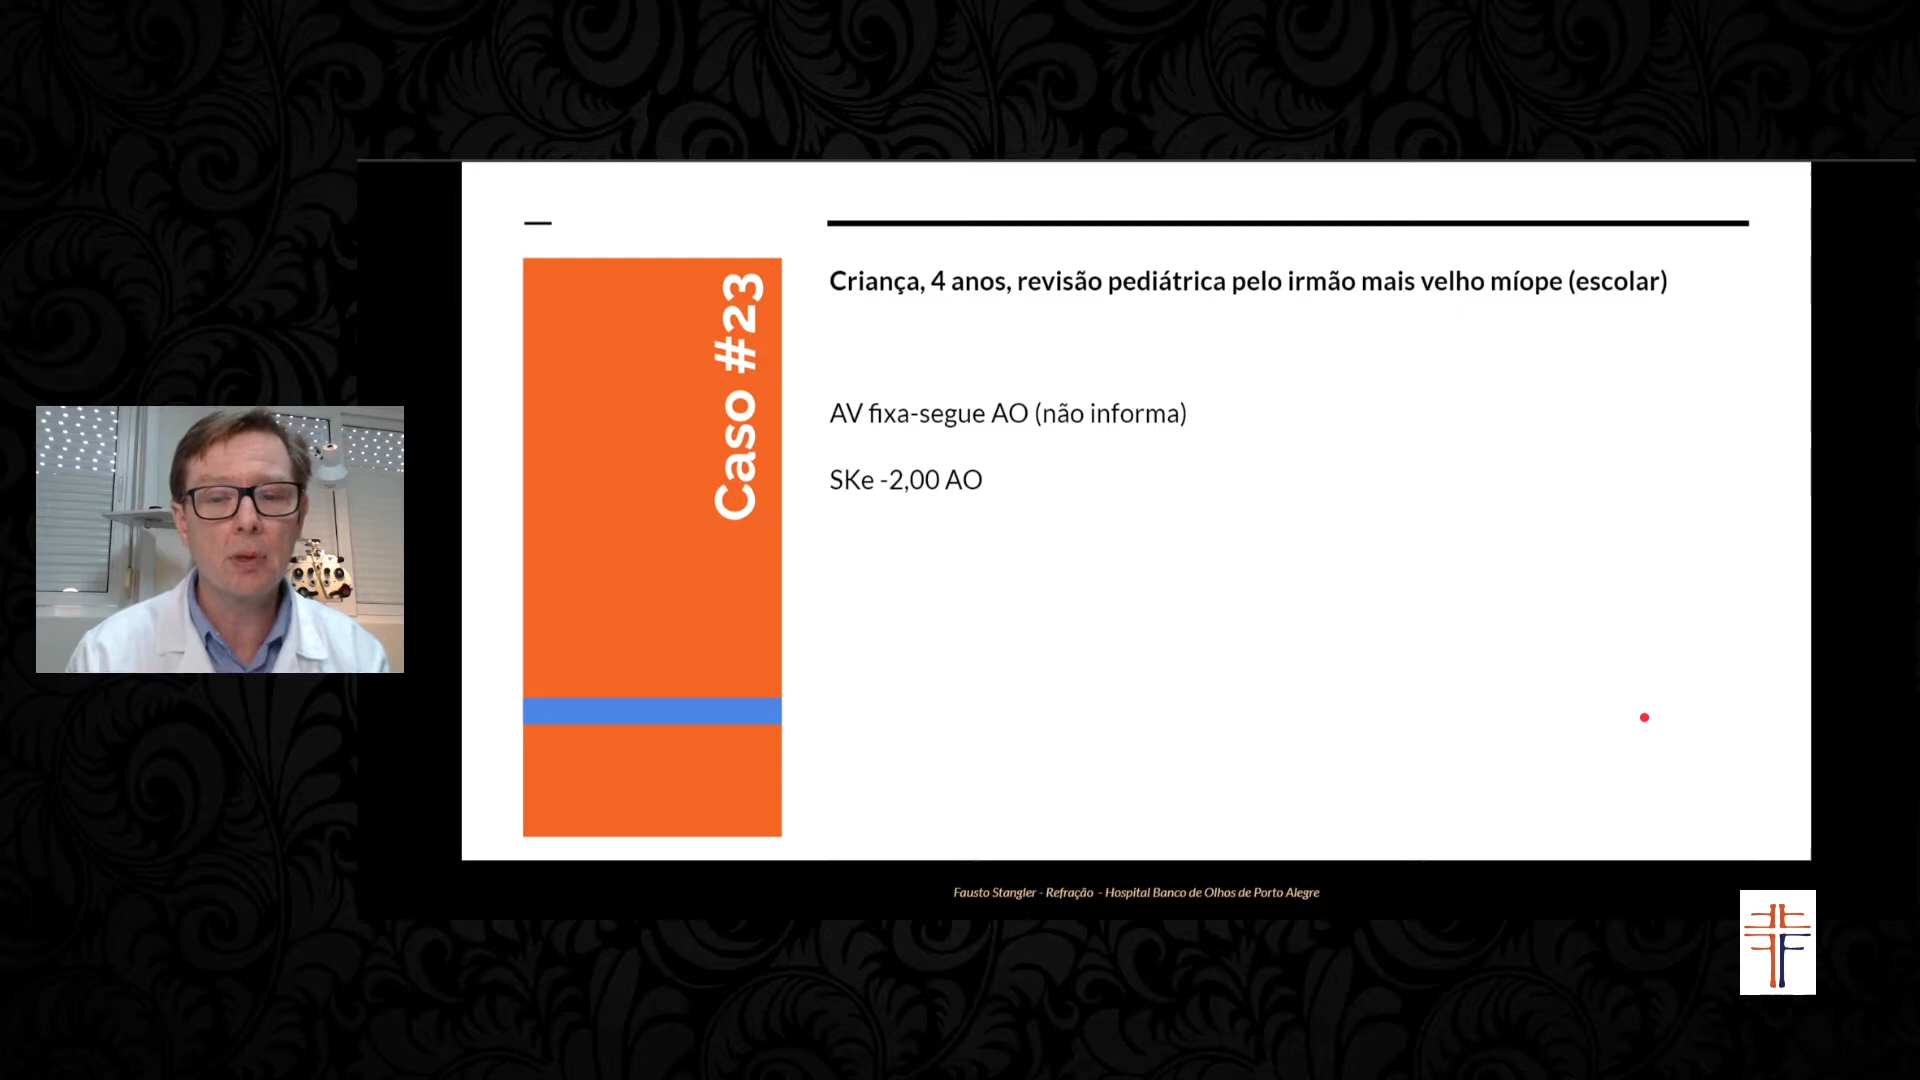 Caso #23
Criança, 4 anos, revisão pediátrica pelo irmão mais velho míope (escolar)
AV fixa-segue AO (não informa)
SKe -2,00 AO
Fausto Stangler - Refração - Hospital Banco de Olhos de Porto Alegre